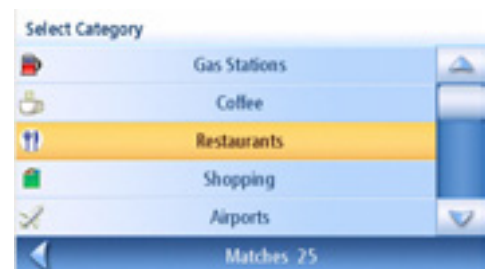 Select Category
Gas Stations
Coffee
Restaurants
Shopping
Airports
Matches 25